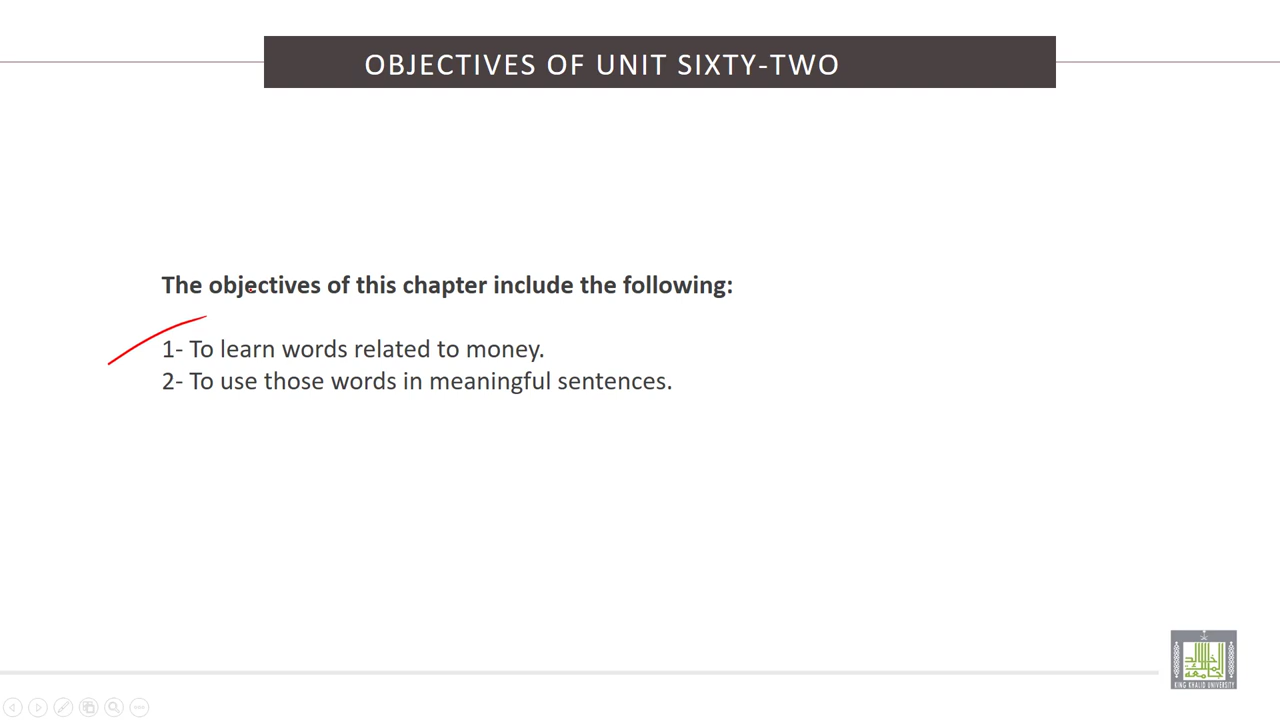 OBJECTIVES OF UNIT SIXTY-TWO
The objectives of this chapter include the following:
1- To learn words related to money.
2- To use those words in meaningful sentences.
KING KHALID UNIVERSITY